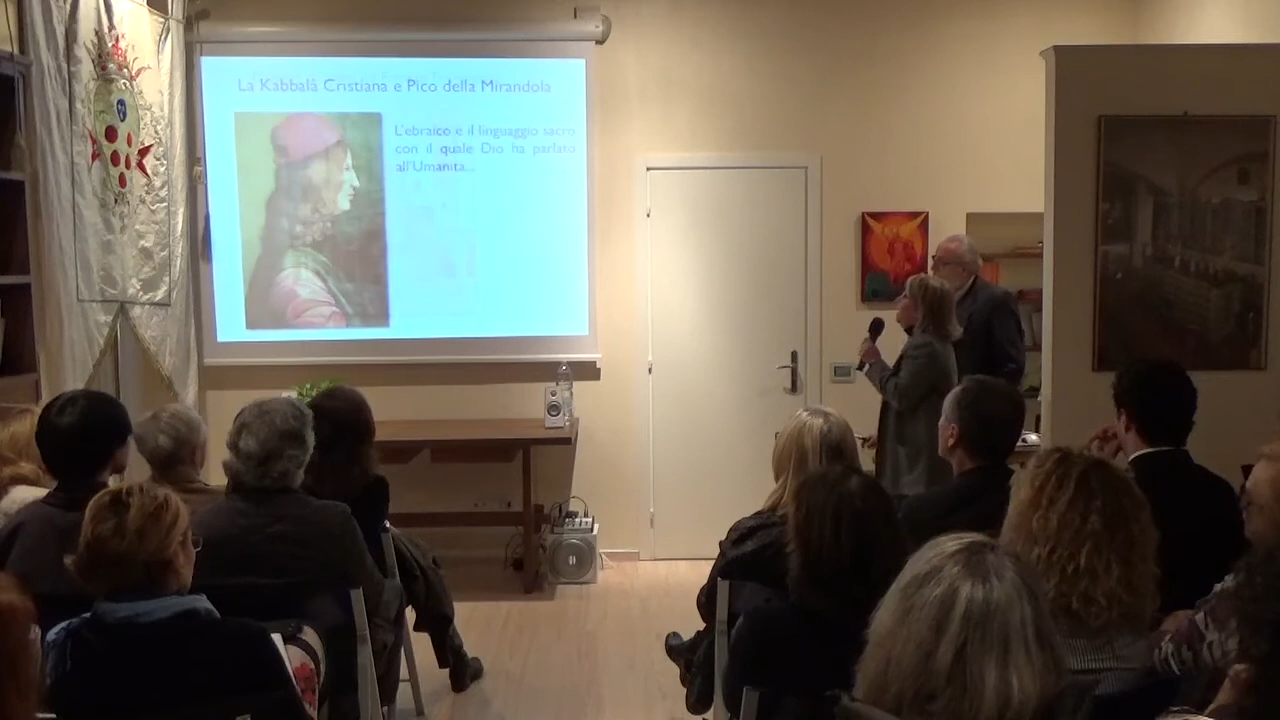 La Kabbalà Cristiana e Pico della Mirandola
L'ebraico e il linguaggio sacro
con il quale Dio ha parlato
all'Umanità...